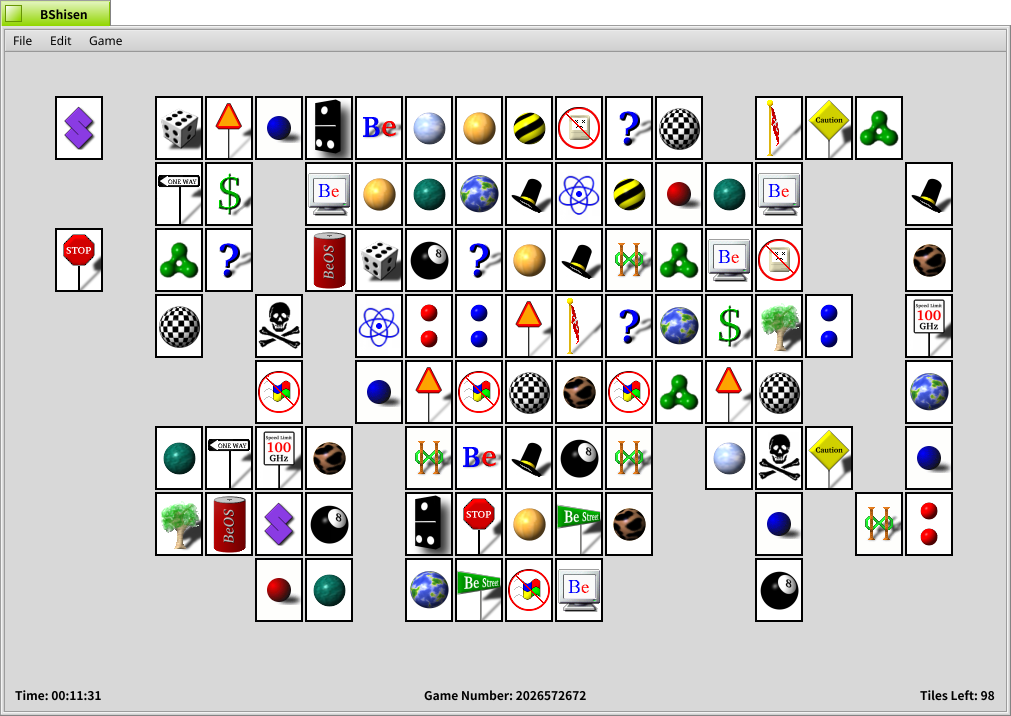 BShisen
File Edit Game
Be ? Caution
ONE WAY $ Be Be
STOP ? BeOS 8 ? Be
? $ Speed Limit 100 GHz
ONE WAY Speed Limit 100 GHz Be 8 Caution
BeOS 8 STOP Be Street
Be Street Be 8
Time: 00:11:31 Game Number: 2026572672 Tiles Left: 98